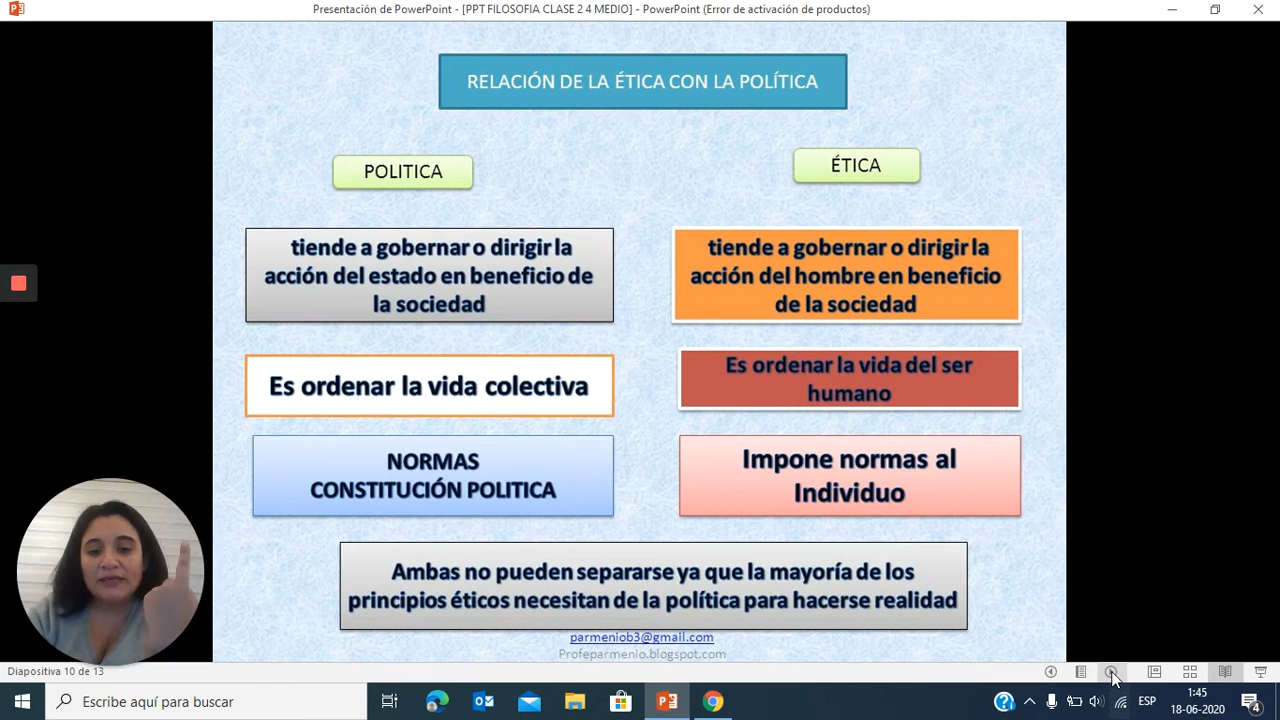 Presentación de PowerPoint - [PPT FILOSOFIA CLASE 2 4 MEDIO] - PowerPoint (Error de activación de productos)
RELACIÓN DE LA ÉTICA CON LA POLÍTICA
POLITICA
ÉTICA
tiende a gobernar o dirigir la
acción del estado en beneficio de
la sociedad
tiende a gobernar o dirigir la
acción del hombre en beneficio
de la sociedad
Es ordenar la vida colectiva
Es ordenar la vida del ser
humano
NORMAS
CONSTITUCIÓN POLITICA
Impone normas al
Individuo
Ambas no pueden separarse ya que la mayoría de los
principios éticos necesitan de la política para hacerse realidad
parmeniob3@gmail.com
Profeparmenio.blogspot.com
Diapositiva 10 de 13
Escribe aquí para buscar
ESP
1:45
18-06-2020
4